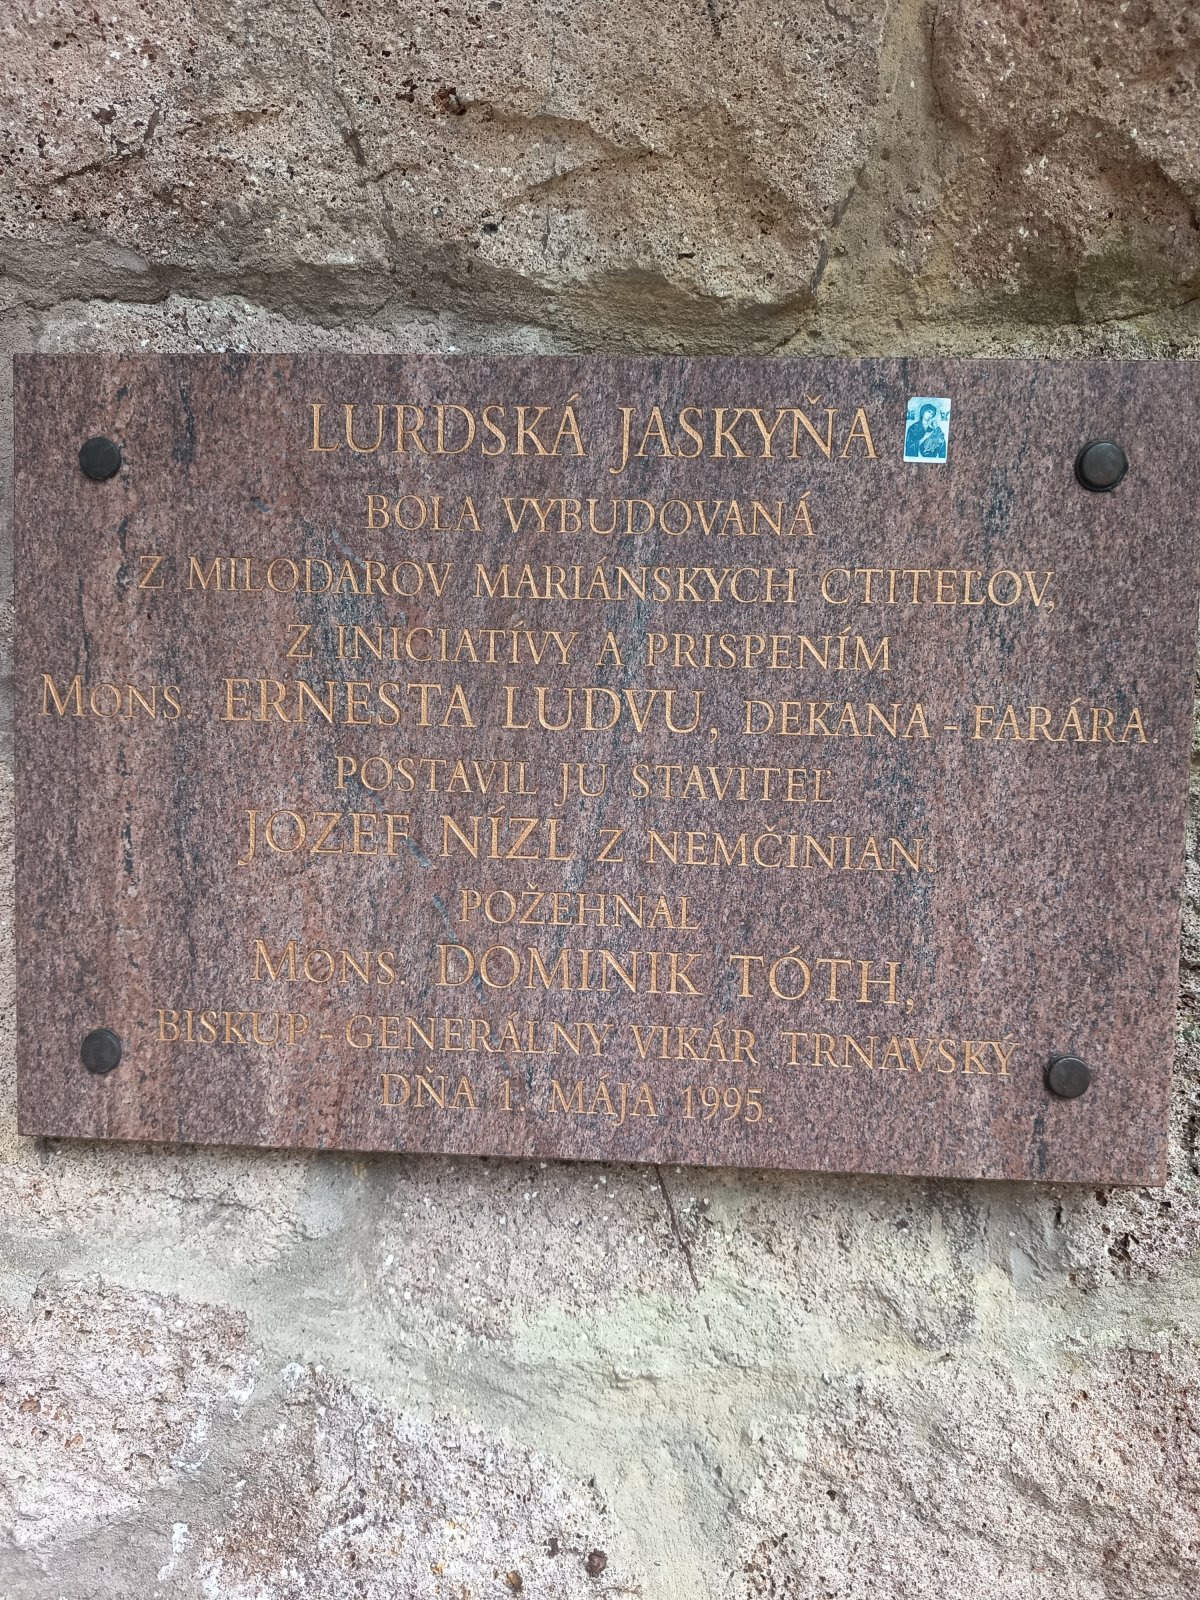 LURDSKÁ JASKYŇA
BOLA VYBUDOVANÁ
Z MILODAROV MARIÁNSKYCH CTITEĽOV,
Z INICIATÍVY A PRISPENÍM
MONS. ERNESTA LUDVU, DEKANA - FARÁRA.
POSTAVIL JU STAVITEĽ
JOZEF NÍZL Z NEMČINIAN.
POŽEHNAL
MONS. DOMINIK TÓTH,
BISKUP - GENERÁLNY VIKÁR TRNAVSKÝ
DŇA 1. MÁJA 1995.